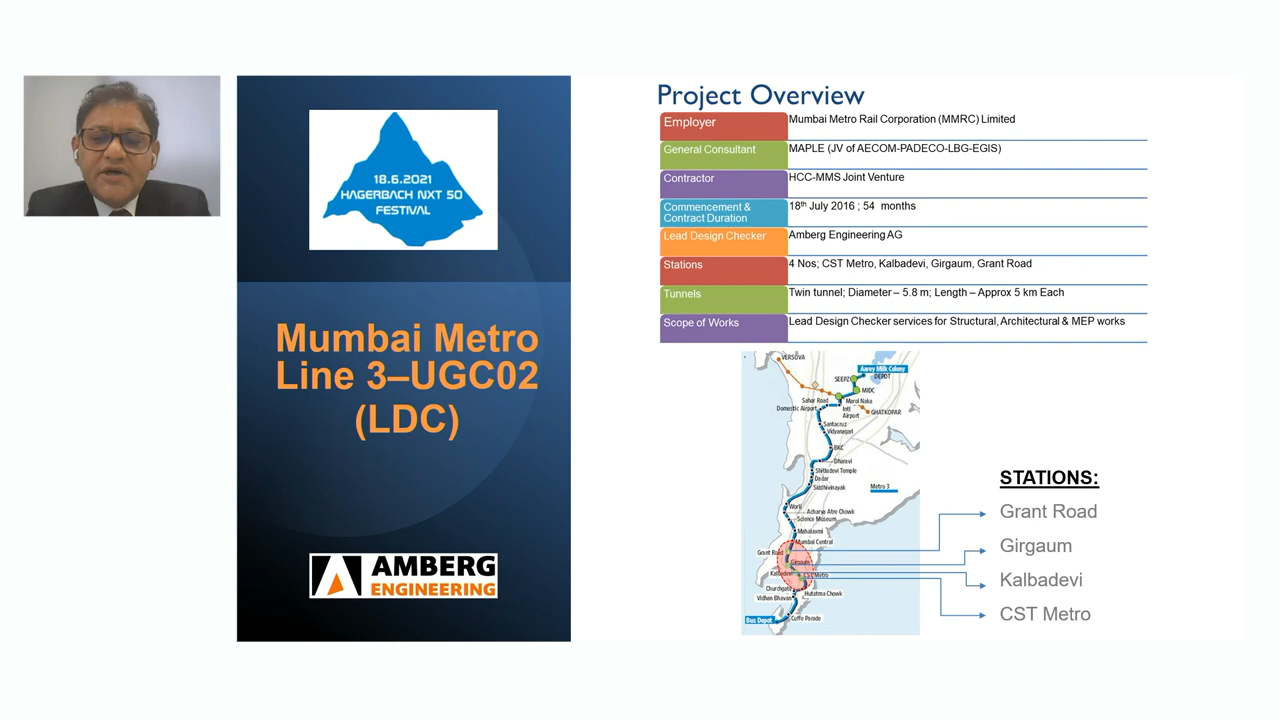 18.6.2021
HAGERBACH NXT 50
FESTIVAL
Mumbai Metro
Line 3–UGC02
(LDC)
AMBERG
ENGINEERING
Project Overview
Employer Mumbai Metro Rail Corporation (MMRC) Limited
General Consultant MAPLE (JV of AECOM-PADECO-LBG-EGIS)
Contractor HCC-MMS Joint Venture
Commencement & Contract Duration 18th July 2016 ; 54 months
Lead Design Checker Amberg Engineering AG
Stations 4 Nos; CST Metro, Kalbadevi, Girgaum, Grant Road
Tunnels Twin tunnel; Diameter – 5.8 m; Length – Approx 5 km Each
Scope of Works Lead Design Checker services for Structural, Architectural & MEP works
VERSOVA
Aarey Milk Colony
DEPOT
SEEPZ
MIDC
Sahar Road
Marol Naka
Domestic Airport
Intl
Airport
GHATKOPAR
Santacruz
Vidyanagari
BKC
Dharavi
Shitladevi Temple
Dadar
Siddhivinayak
Metro 3
Worli
Acharya Atre Chowk
Science Museum
Mahalaxmi
Mumbai Central
Grant Road
Girgaum
Kalbadevi
CST Metro
Churchgate
Hutatma Chowk
Vidhan Bhavan
Cuffe Parade
Bus Depot
STATIONS:
Grant Road
Girgaum
Kalbadevi
CST Metro